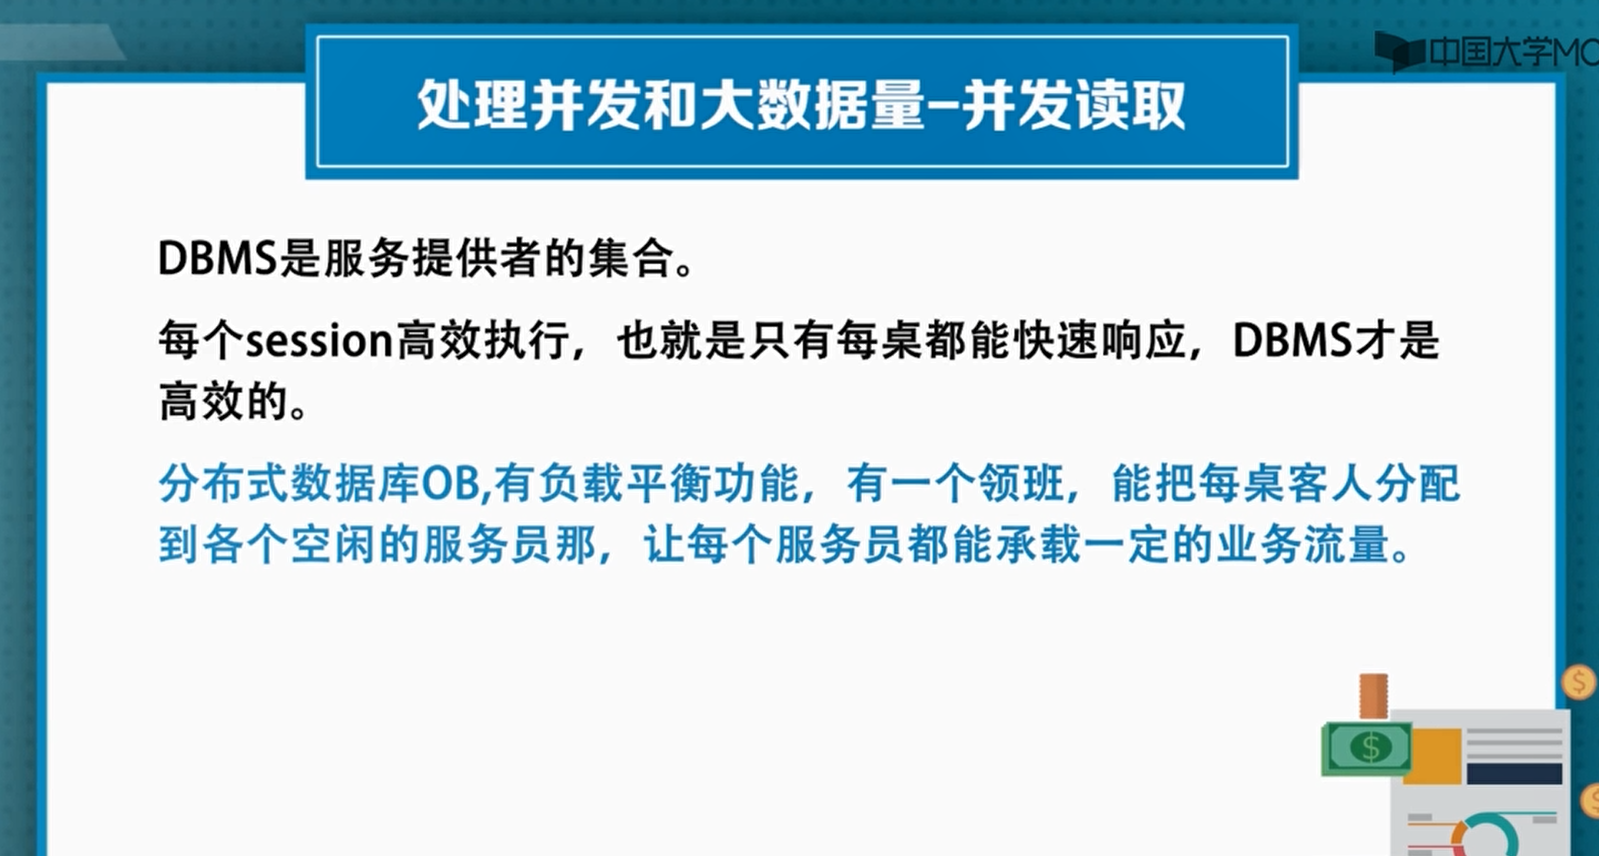 中国大学MO
处理并发和大数据量-并发读取
DBMS是服务提供者的集合。
每个session高效执行，也就是只有每桌都能快速响应，DBMS才是
高效的。
分布式数据库OB,有负载平衡功能，有一个领班，能把每桌客人分配
到各个空闲的服务员那，让每个服务员都能承载一定的业务流量。
$
$
$